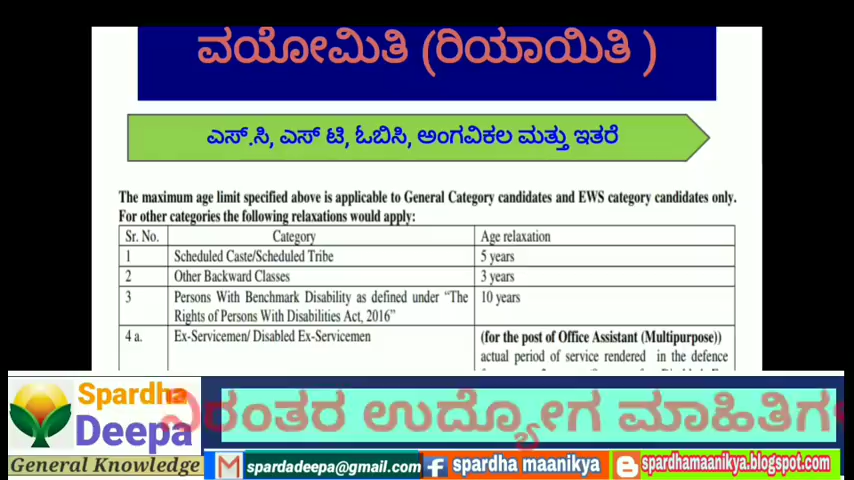 ವಯೋಮಿತಿ (ರಿಯಾಯಿತಿ )
ಎಸ್.ಸಿ, ಎಸ್ ಟಿ, ಓಬಿಸಿ, ಅಂಗವಿಕಲ ಮತ್ತು ಇತರೆ
The maximum age limit specified above is applicable to General Category candidates and EWS category candidates only.
For other categories the following relaxations would apply:
Sr. No. Category Age relaxation
1 Scheduled Caste/Scheduled Tribe 5 years
2 Other Backward Classes 3 years
3 Persons With Benchmark Disability as defined under “The 10 years
Rights of Persons With Disabilities Act, 2016”
4 a. Ex-Servicemen/ Disabled Ex-Servicemen (for the post of Office Assistant (Multipurpose))
actual period of service rendered in the defence
Spardha
Deepa
General Knowledge
ನಿರಂತರ ಉದ್ಯೋಗ
spardadeepa@gmail.com
spardha maanikya
spardhamaanikya.blogspot.com